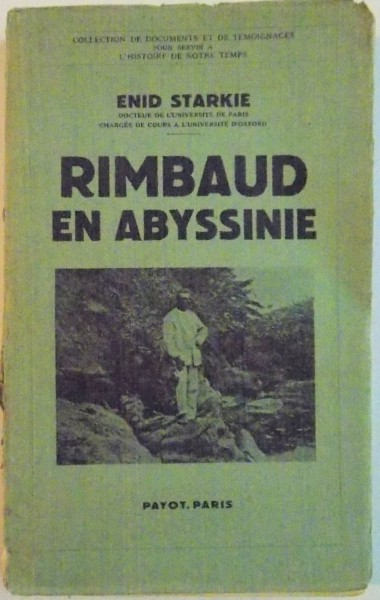 COLLECTION DE DOCUMENTS ET DE TÉMOIGNAGES
POUR SERVIR A
L'HISTOIRE DE NOTRE TEMPS
ENID STARKIE
DOCTEUR DE L'UNIVERSITÉ DE PARIS
CHARGÉE DE COURS A L'UNIVERSITÉ D'OXFORD
RIMBAUD
EN ABYSSINIE
PAYOT, PARIS